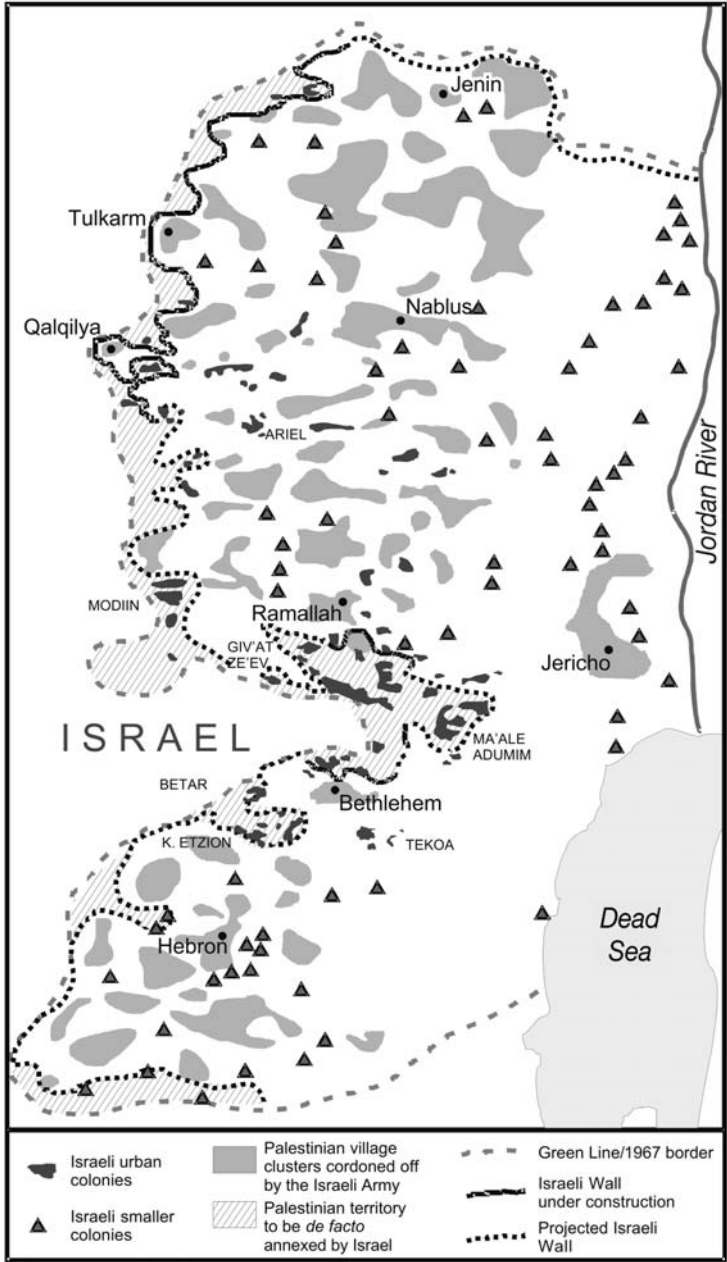 Jenin
Tulkarm
Nablus
Qalqilya
ARIEL
Jordan River
MODIIN
Ramallah
GIV'AT
ZE'EV
Jericho
ISRAEL
MA'ALE
ADUMIM
BETAR
Bethlehem
K. ETZION
TEKOA
Dead
Sea
Hebron
Israeli urban
colonies
Israeli smaller
colonies
Palestinian village
clusters cordoned off
by the Israeli Army
Palestinian territory
to be de facto
annexed by Israel
Green Line/1967 border
Israeli Wall
under construction
Projected Israeli
Wall